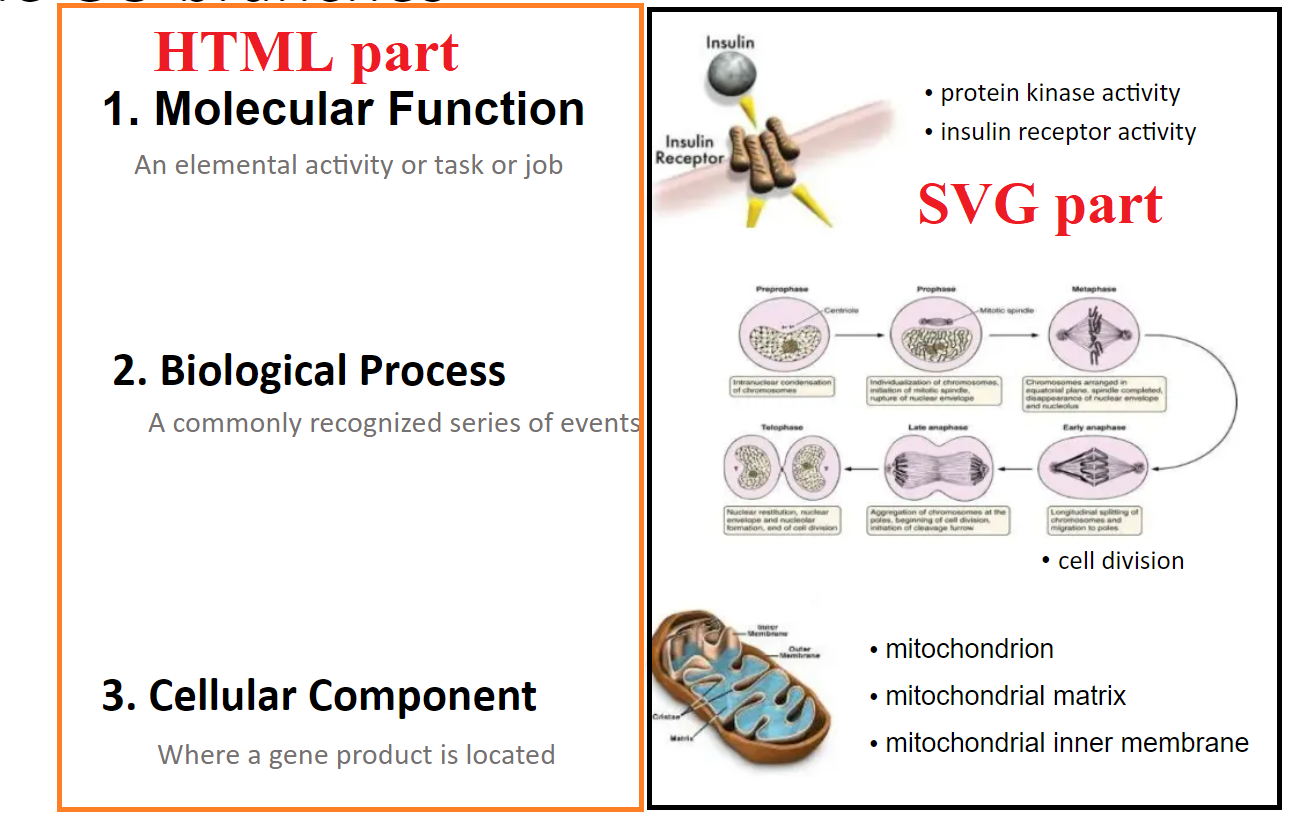 HTML part
1. Molecular Function
An elemental activity or task or job
2. Biological Process
A commonly recognized series of events
3. Cellular Component
Where a gene product is located
Insulin
Insulin
Receptor
• protein kinase activity
• insulin receptor activity
SVG part
Preprophase
Prophase
Metaphase
Centriole
Mitotic spindle
Intranuclear condensation
of chromosomes
Individualization of chromosomes,
initiation of mitotic spindle,
rupture of nuclear envelope
Chromosomes arranged in
equatorial plane, spindle completed,
disappearance of nuclear envelope
and nucleolus
Telophase
Late anaphase
Early anaphase
Nuclear restitution, nuclear
envelope and nucleolar
formation, end of cell division
Aggregation of chromosomes at the
poles, beginning of cell division,
initiation of cleavage furrow
Longitudinal splitting of
chromosomes and
migration to poles
• cell division
Inner
Membrane
Outer
Membrane
Cristae
Matrix
• mitochondrion
• mitochondrial matrix
• mitochondrial inner membrane